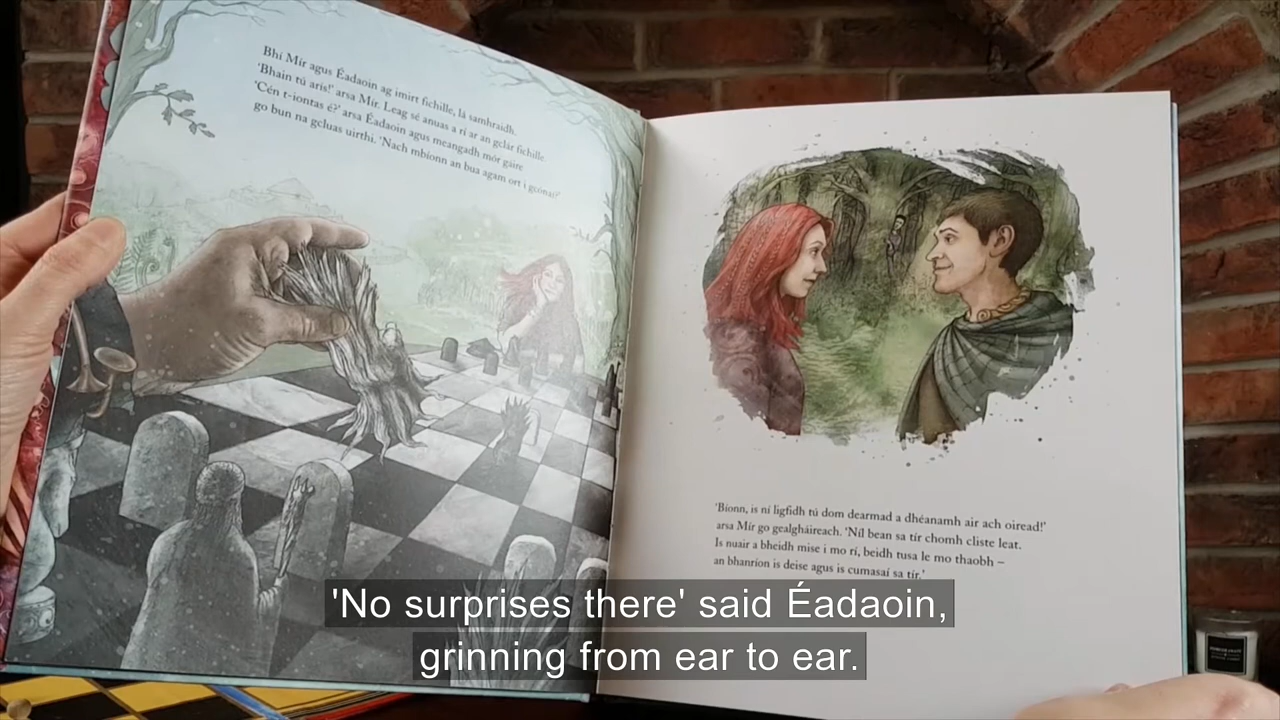 Bhí Mír agus Éadaoin ag imirt fichille, lá samhraidh.
'Bhain tú arís!' arsa Mír. Leag sé anuas a rí ar an gclár fichille.
'Cén t-iontas é?' arsa Éadaoin agus meangadh mór gáire
go bun na gcluas uirthi. 'Nach mbíonn an bua agam ort i gcónaí?'
'Bíonn, is ní ligfidh tú dom dearmad a dhéanamh air ach oiread!'
arsa Mír go gealgháireach. 'Níl bean sa tír chomh cliste leat.
Is nuair a bheidh mise i mo rí, beidh tusa le mo thaobh –
an bhanríon is deise agus is cumasaí sa tír.'
'No surprises there' said Éadaoin,
grinning from ear to ear.